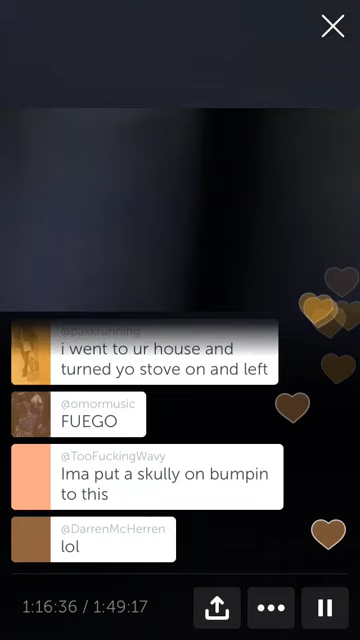 @paxkrunning
i went to ur house and
turned yo stove on and left
@omormusic
FUEGO
@TooFuckingWavy
Ima put a skully on bumpin
to this
@DarrenMcHerren
lol
1:16:36 / 1:49:17